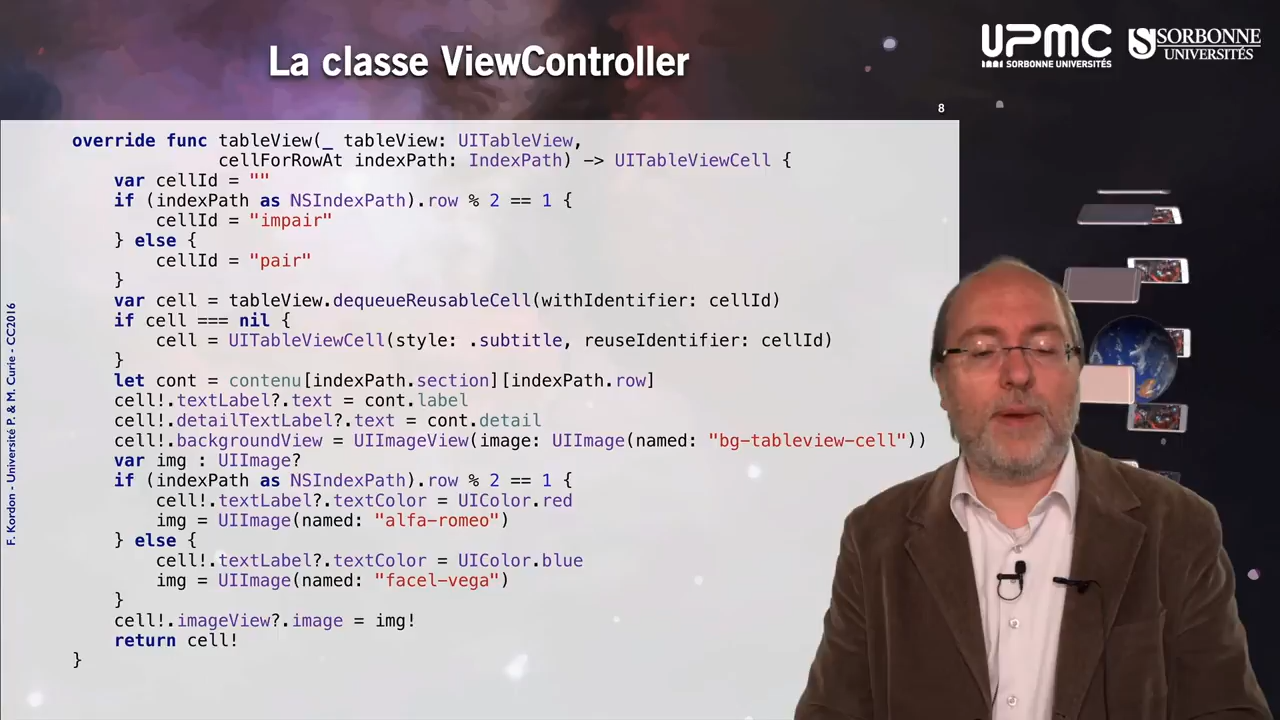 La classe ViewController
UPMC
SORBONNE UNIVERSITÉS
SORBONNE
UNIVERSITÉS
8
override func tableView(_ tableView: UITableView,
cellForRowAt indexPath: IndexPath) -> UITableViewCell {
var cellId = ""
if (indexPath as NSIndexPath).row % 2 == 1 {
cellId = "impair"
} else {
cellId = "pair"
}
var cell = tableView.dequeueReusableCell(withIdentifier: cellId)
if cell === nil {
cell = UITableViewCell(style: .subtitle, reuseIdentifier: cellId)
}
let cont = contenu[indexPath.section][indexPath.row]
cell!.textLabel?.text = cont.label
cell!.detailTextLabel?.text = cont.detail
cell!.backgroundView = UIImageView(image: UIImage(named: "bg-tableview-cell"))
var img : UIImage?
if (indexPath as NSIndexPath).row % 2 == 1 {
cell!.textLabel?.textColor = UIColor.red
img = UIImage(named: "alfa-romeo")
} else {
cell!.textLabel?.textColor = UIColor.blue
img = UIImage(named: "facel-vega")
}
cell!.imageView?.image = img!
return cell!
}
F. Kordon - Université P. & M. Curie - CC2016